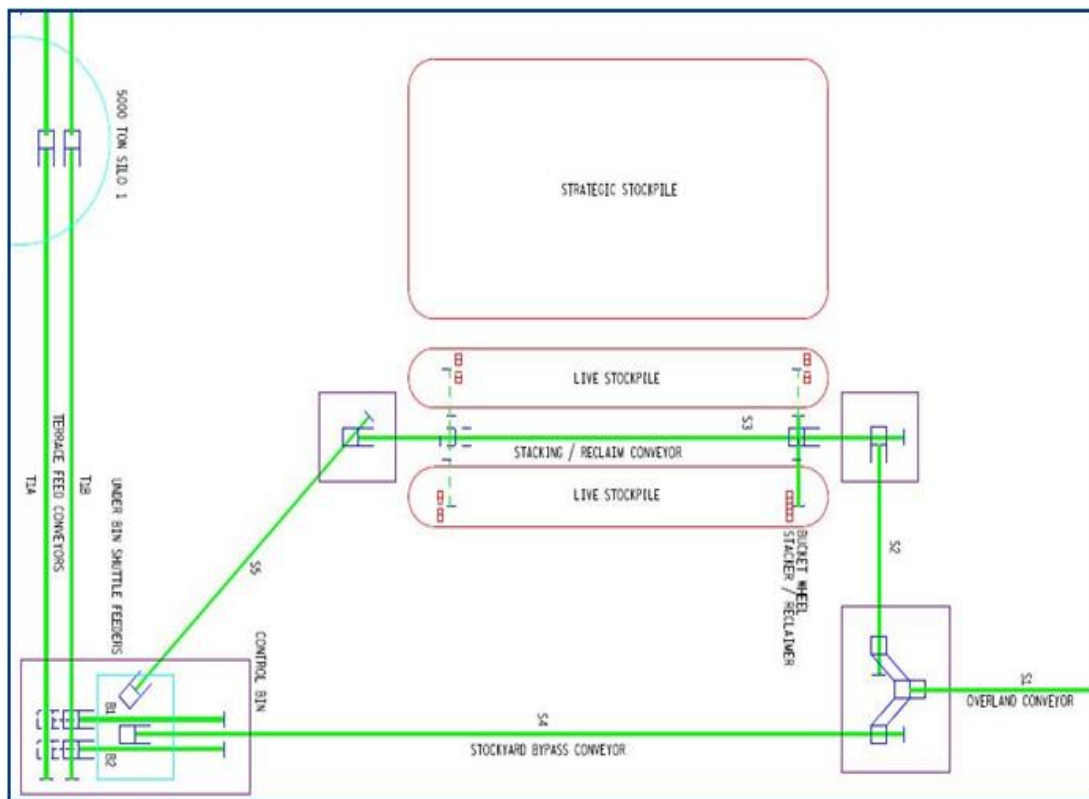 5000 TON SILO 1
STRATEGIC STOCKPILE
LIVE STOCKPILE
S3
STACKING / RECLAIM CONVEYOR
LIVE STOCKPILE
BUCKET WHEEL
STACKER / RECLAIMER
TERRACE FEED CONVEYORS
T1A
T1B
UNDER BIN SHUTTLE FEEDERS
S5
S2
CONTROL BIN
S1
OVERLAND CONVEYOR
B1
S4
B2
STOCKYARD BYPASS CONVEYOR